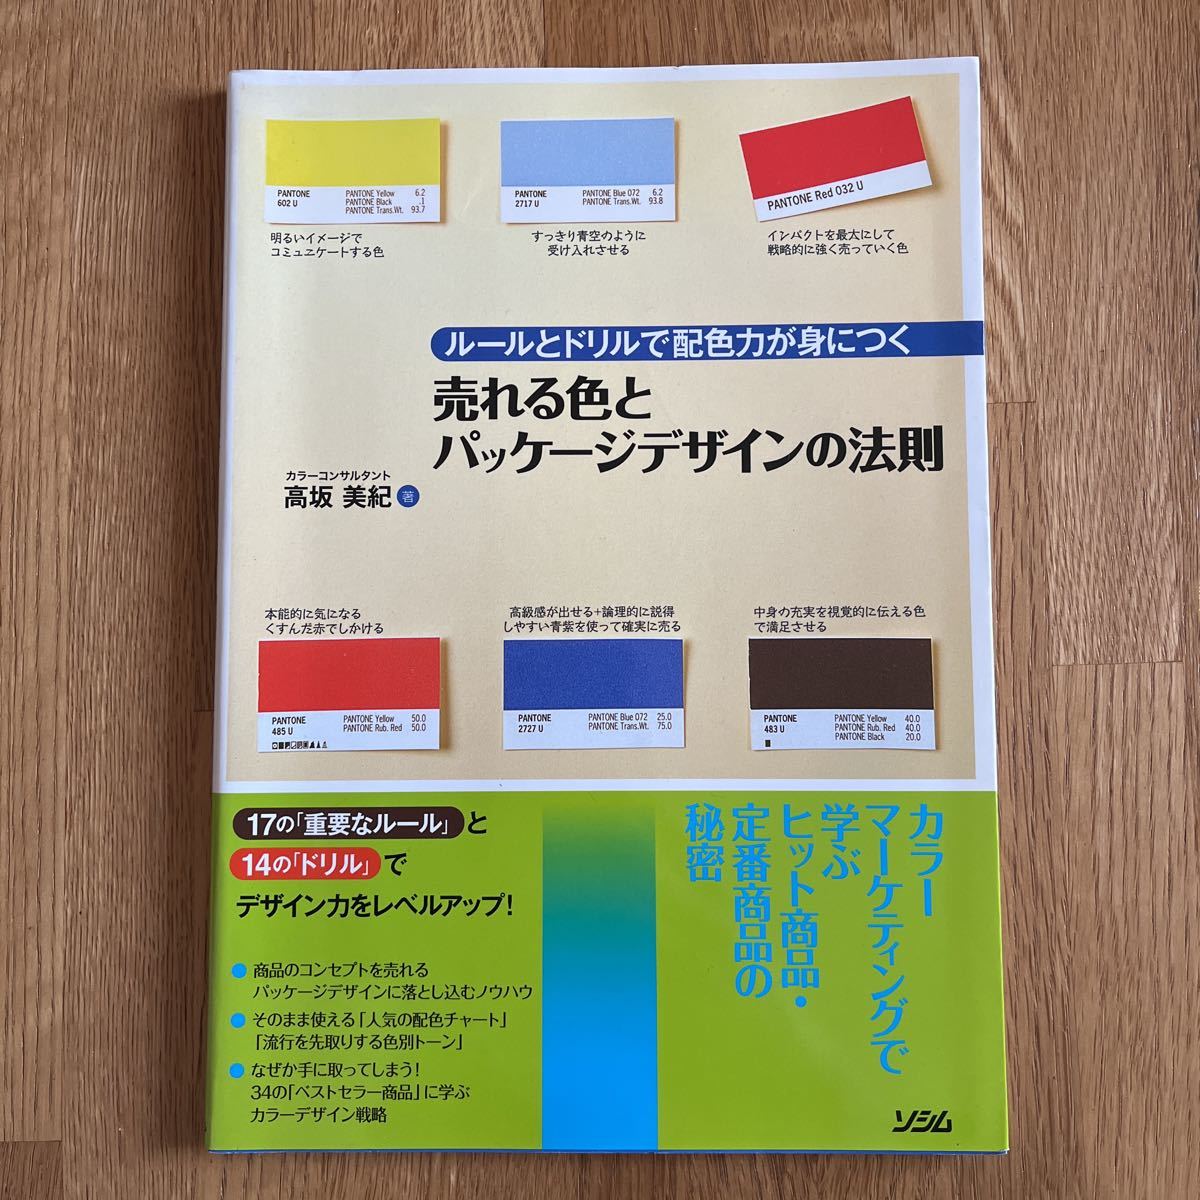 PANTONE
602 U
PANTONE Yellow 6.2
PANTONE Black .1
PANTONE Trans.Wt. 93.7
明るいイメージで
コミュニケートする色
PANTONE
2717 U
PANTONE Blue 072 6.2
PANTONE Trans.Wt. 93.8
すっきり青空のように
受け入れさせる
PANTONE Red 032 U
インパクトを最大にして
戦略的に強く売っていく色
ルールとドリルで配色力が身につく
売れる色と
パッケージデザインの法則
カラーコンサルタント
高坂 美紀 著
本能的に気になる
くすんだ赤でしかける
PANTONE
485 U
PANTONE Yellow 50.0
PANTONE Rub. Red 50.0
高級感が出せる+論理的に説得
しやすい青紫を使って確実に売る
PANTONE
2727 U
PANTONE Blue 072 25.0
PANTONE Trans.Wt. 75.0
中身の充実を視覚的に伝える色
で満足させる
PANTONE
483 U
PANTONE Yellow 40.0
PANTONE Rub. Red 40.0
PANTONE Black 20.0
17の「重要なルール」と
14の「ドリル」で
デザイン力をレベルアップ!
● 商品のコンセプトを売れる
パッケージデザインに落とし込むノウハウ
● そのまま使える「人気の配色チャート」
「流行を先取りする色別トーン」
● なぜか手に取ってしまう!
34の「ベストセラー商品」に学ぶ
カラーデザイン戦略
カラー
マーケティングで
学ぶ
ヒット商品・
定番商品の
秘密
ソシム